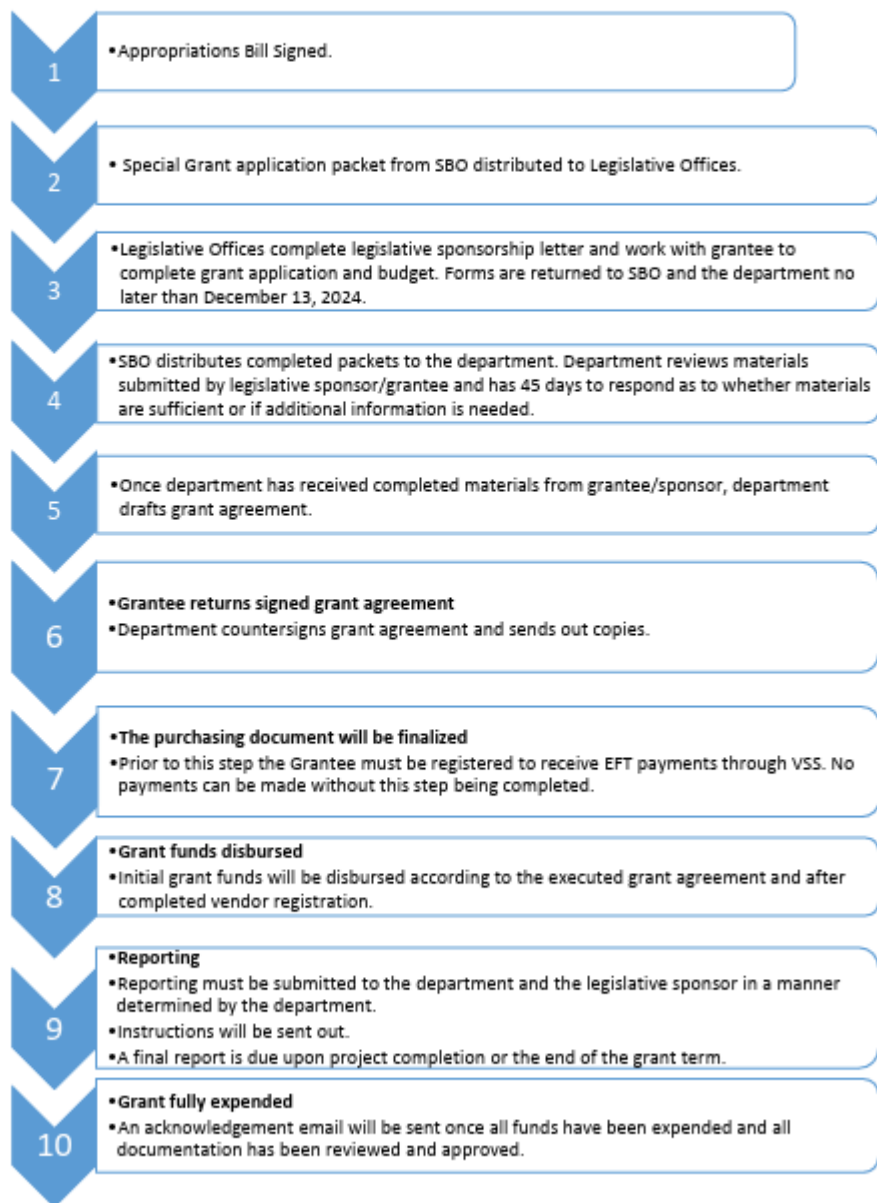 1
•Appropriations Bill Signed.
2
• Special Grant application packet from SBO distributed to Legislative Offices.
3
•Legislative Offices complete legislative sponsorship letter and work with grantee to
complete grant application and budget. Forms are returned to SBO and the department no
later than December 13, 2024.
4
•SBO distributes completed packets to the department. Department reviews materials
submitted by legislative sponsor/grantee and has 45 days to respond as to whether materials
are sufficient or if additional information is needed.
5
•Once department has received completed materials from grantee/sponsor, department
drafts grant agreement.
6
•Grantee returns signed grant agreement
•Department countersigns grant agreement and sends out copies.
7
•The purchasing document will be finalized
•Prior to this step the Grantee must be registered to receive EFT payments through VSS. No
payments can be made without this step being completed.
8
•Grant funds disbursed
•Initial grant funds will be disbursed according to the executed grant agreement and after
completed vendor registration.
9
•Reporting
•Reporting must be submitted to the department and the legislative sponsor in a manner
determined by the department.
•Instructions will be sent out.
•A final report is due upon project completion or the end of the grant term.
10
•Grant fully expended
•An acknowledgement email will be sent once all funds have been expended and all
documentation has been reviewed and approved.